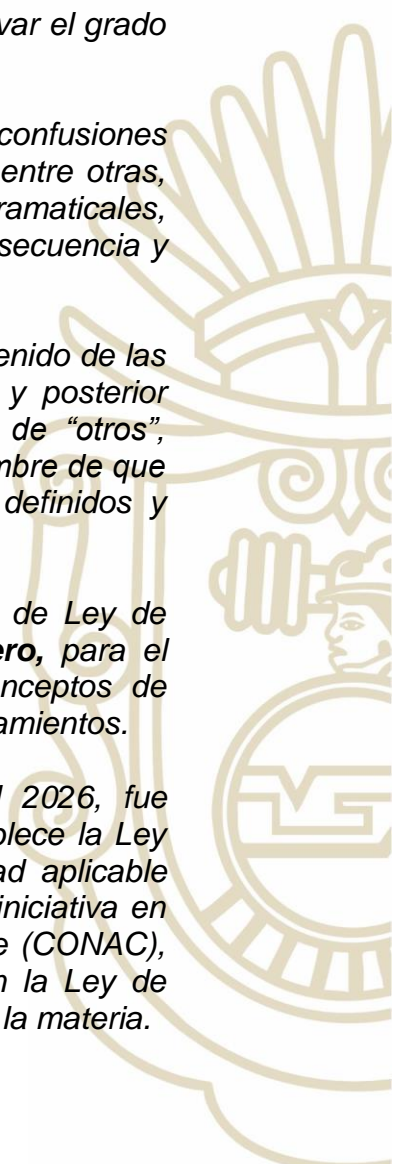 var el grado
confusiones
entre otras,
ramaticales,
secuencia y
enido de las
y posterior
de “otros”,
mbre de que
definidos y
de Ley de
ero, para el
nceptos de
amientos.
l 2026, fue
olece la Ley
ad aplicable
iniciativa en
e (CONAC),
n la Ley de
la materia.